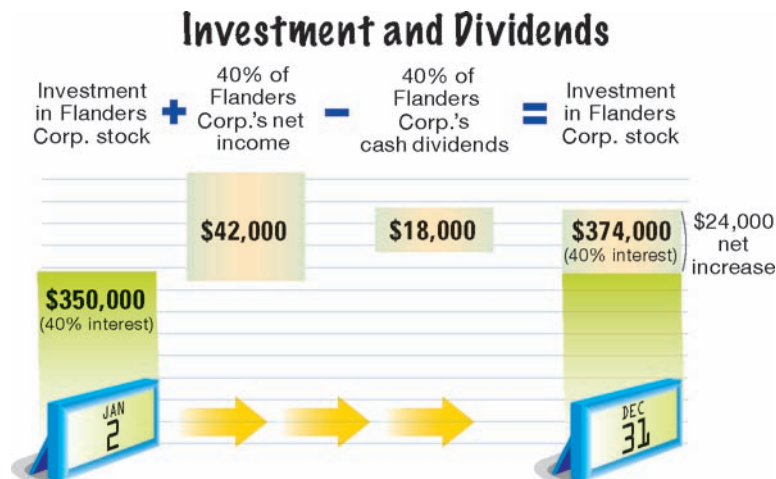 Investment and Dividends
Investment
in Flanders
Corp. stock
+
40% of
Flanders
Corp.'s net
income
−
40% of
Flanders
Corp.'s
cash dividends
=
Investment
in Flanders
Corp. stock
$42,000
$18,000
$374,000
(40% interest)
$24,000
net
increase
$350,000
(40% interest)
JAN
2
DEC
31